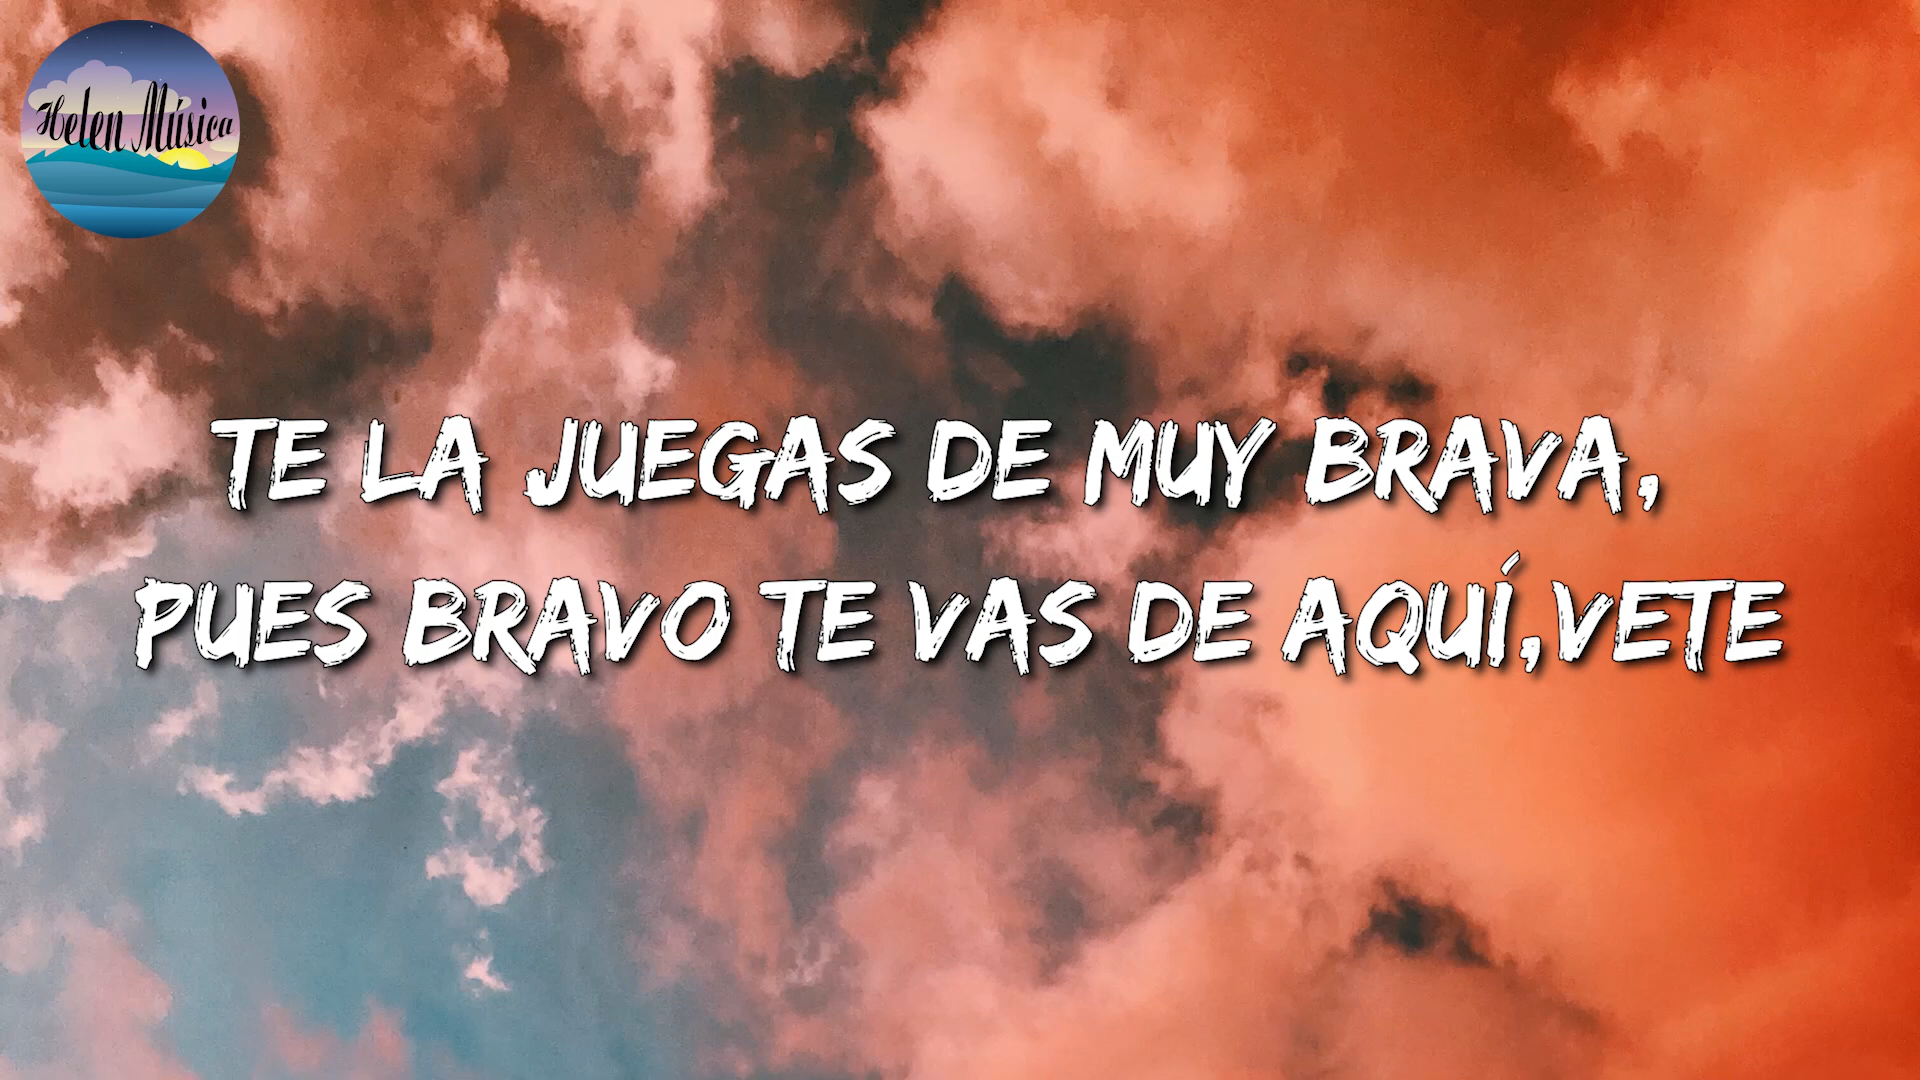 Helen Música
TE LA JUEGAS DE MUY BRAVA,
PUES BRAVO TE VAS DE AQUÍ,VETE